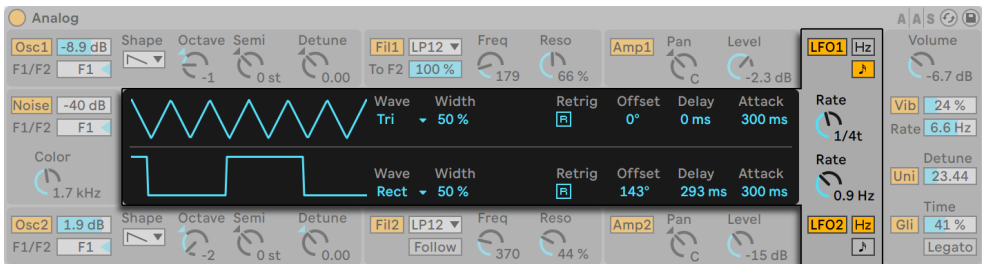 Analog AAS
Osc1 -8.9 dB Shape Octave Semi Detune Fil1 LP12 Freq Reso Amp1 Pan Level LFO1 Hz Volume
F1/F2 F1 -1 0 st 0.00 To F2 100 % 179 66 % C -2.3 dB -6.7 dB
Noise -40 dB Wave Width Retrig Offset Delay Attack Rate Vib 24 %
F1/F2 F1 Tri 50 % R 0° 0 ms 300 ms 1/4t Rate 6.6 Hz
Color Rate Detune
1.7 kHz Wave Width Retrig Offset Delay Attack Uni 23.44
Rect 50 % R 143° 293 ms 300 ms 0.9 Hz Time
Osc2 1.9 dB Shape Octave Semi Detune Fil2 LP12 Freq Reso Amp2 Pan Level LFO2 Hz Gli 41 %
F1/F2 F1 -2 0 st 0.00 Follow 370 44 % C -15 dB Legato